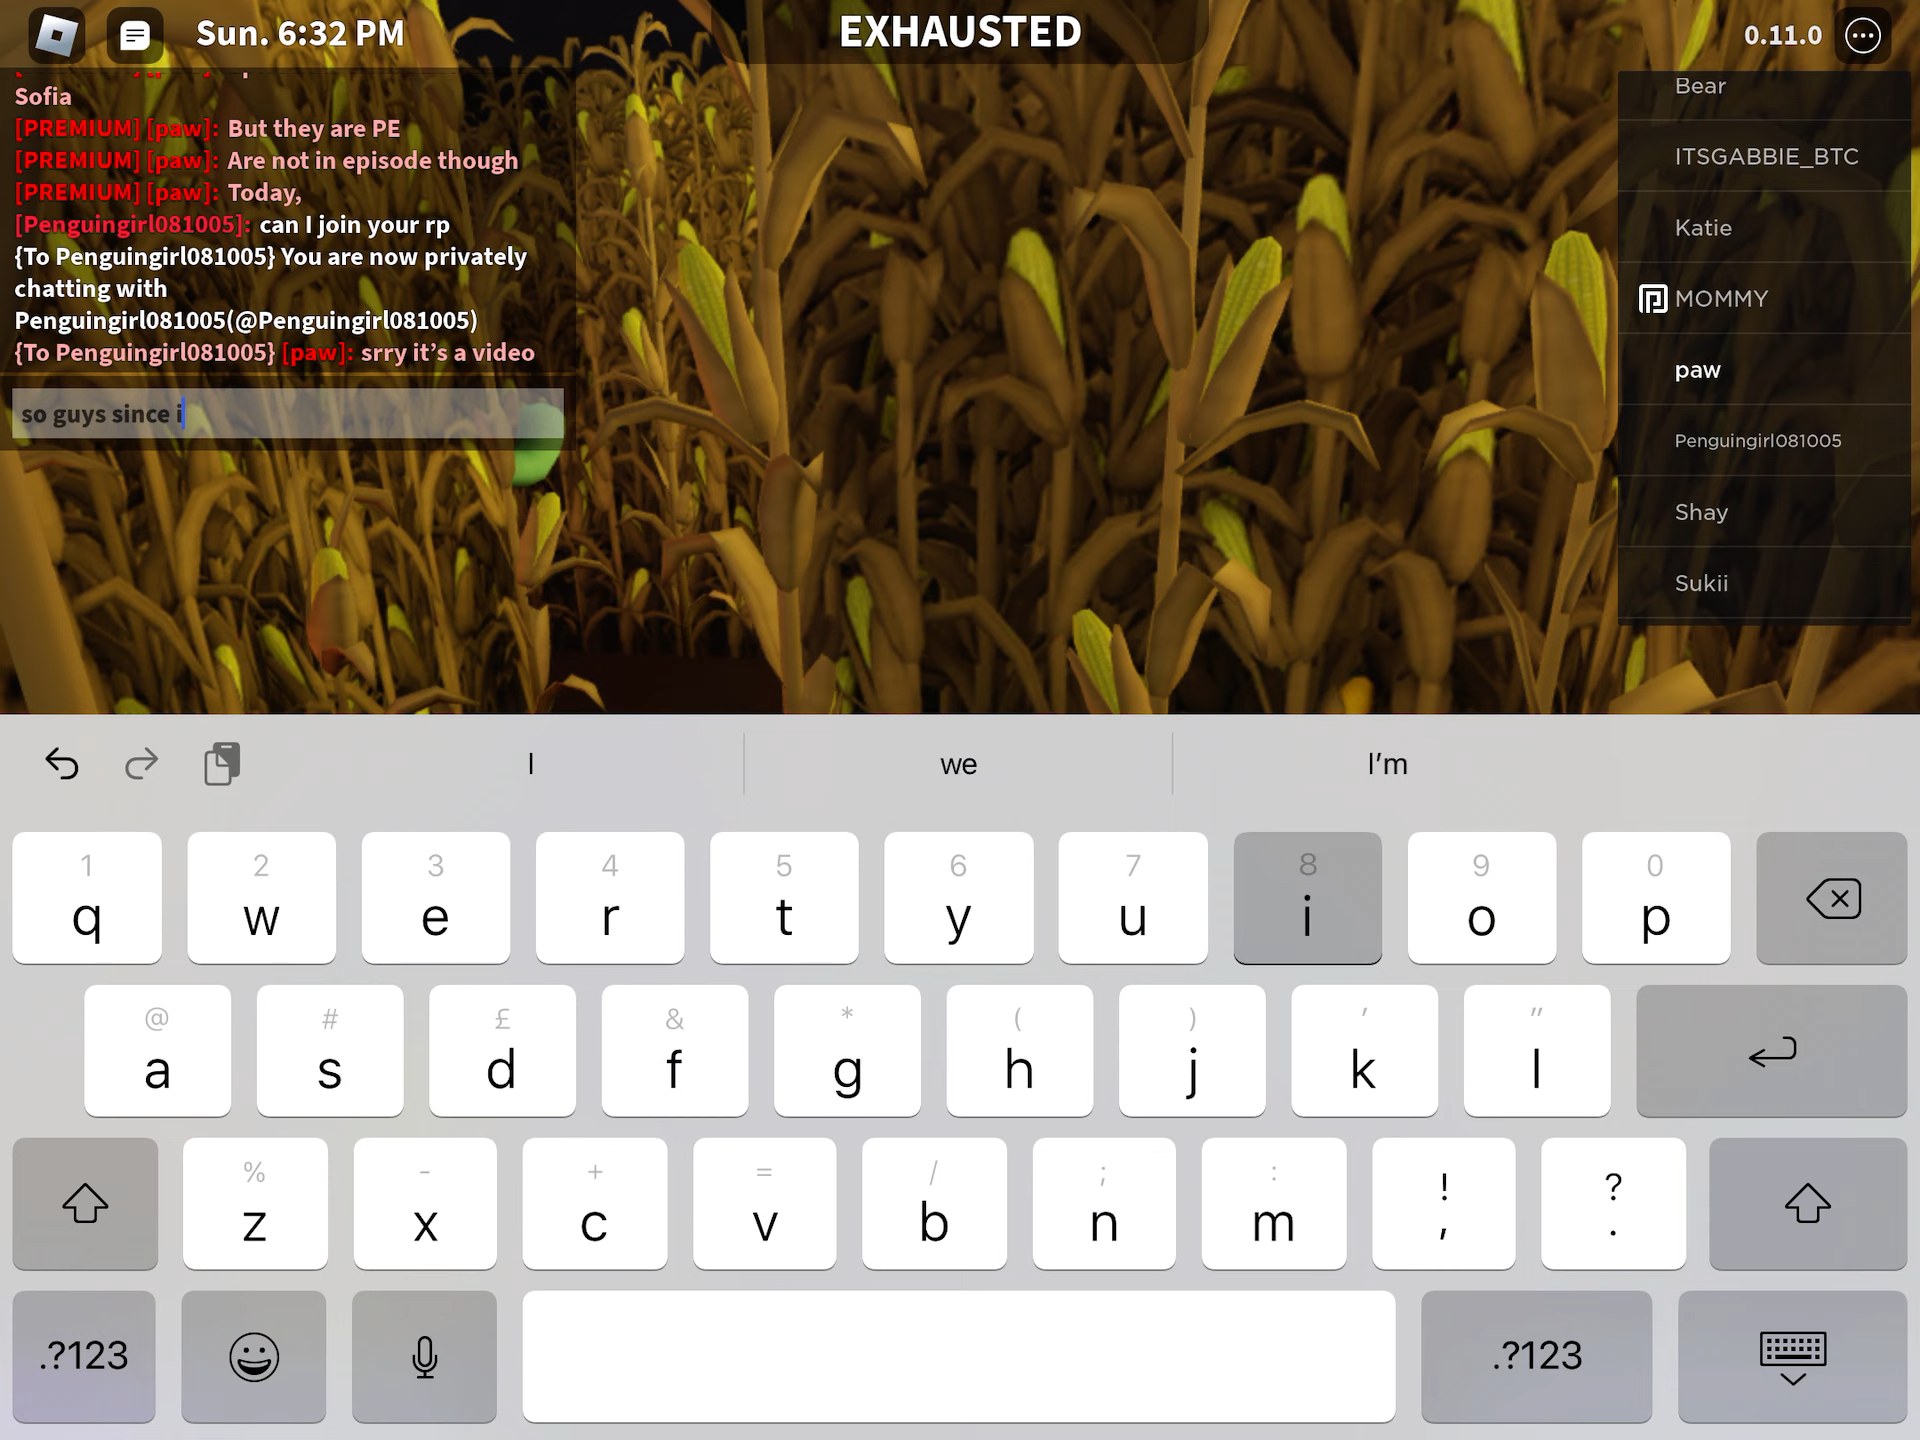 Sun. 6:32 PM
EXHAUSTED
0.11.0
Sofia
[PREMIUM] [paw]: But they are PE
[PREMIUM] [paw]: Are not in episode though
[PREMIUM] [paw]: Today,
[Penguingirl081005]: can I join your rp
{To Penguingirl081005} You are now privately
chatting with
Penguingirl081005(@Penguingirl081005)
{To Penguingirl081005} [paw]: srry it’s a video
so guys since i
Bear
ITSGABBIE_BTC
Katie
MOMMY
paw
Penguingirl081005
Shay
Sukii
I we I’m
1 2 3 4 5 6 7 8 9 0
q w e r t y u i o p
@ # £ & * ( ) ’ ”
a s d f g h j k l
% - + = / ; : ! ?
z x c v b n m , .
.?123 .?123